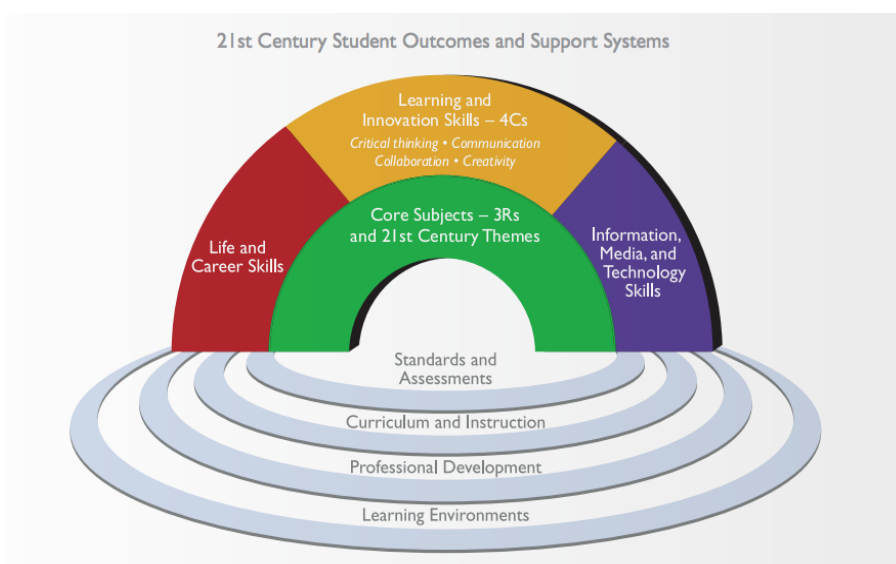 21st Century Student Outcomes and Support Systems
Learning and
Innovation Skills – 4Cs
Critical thinking • Communication
Collaboration • Creativity
Core Subjects – 3Rs
and 21st Century Themes
Life and
Career Skills
Information,
Media, and
Technology
Skills
Standards and
Assessments
Curriculum and Instruction
Professional Development
Learning Environments